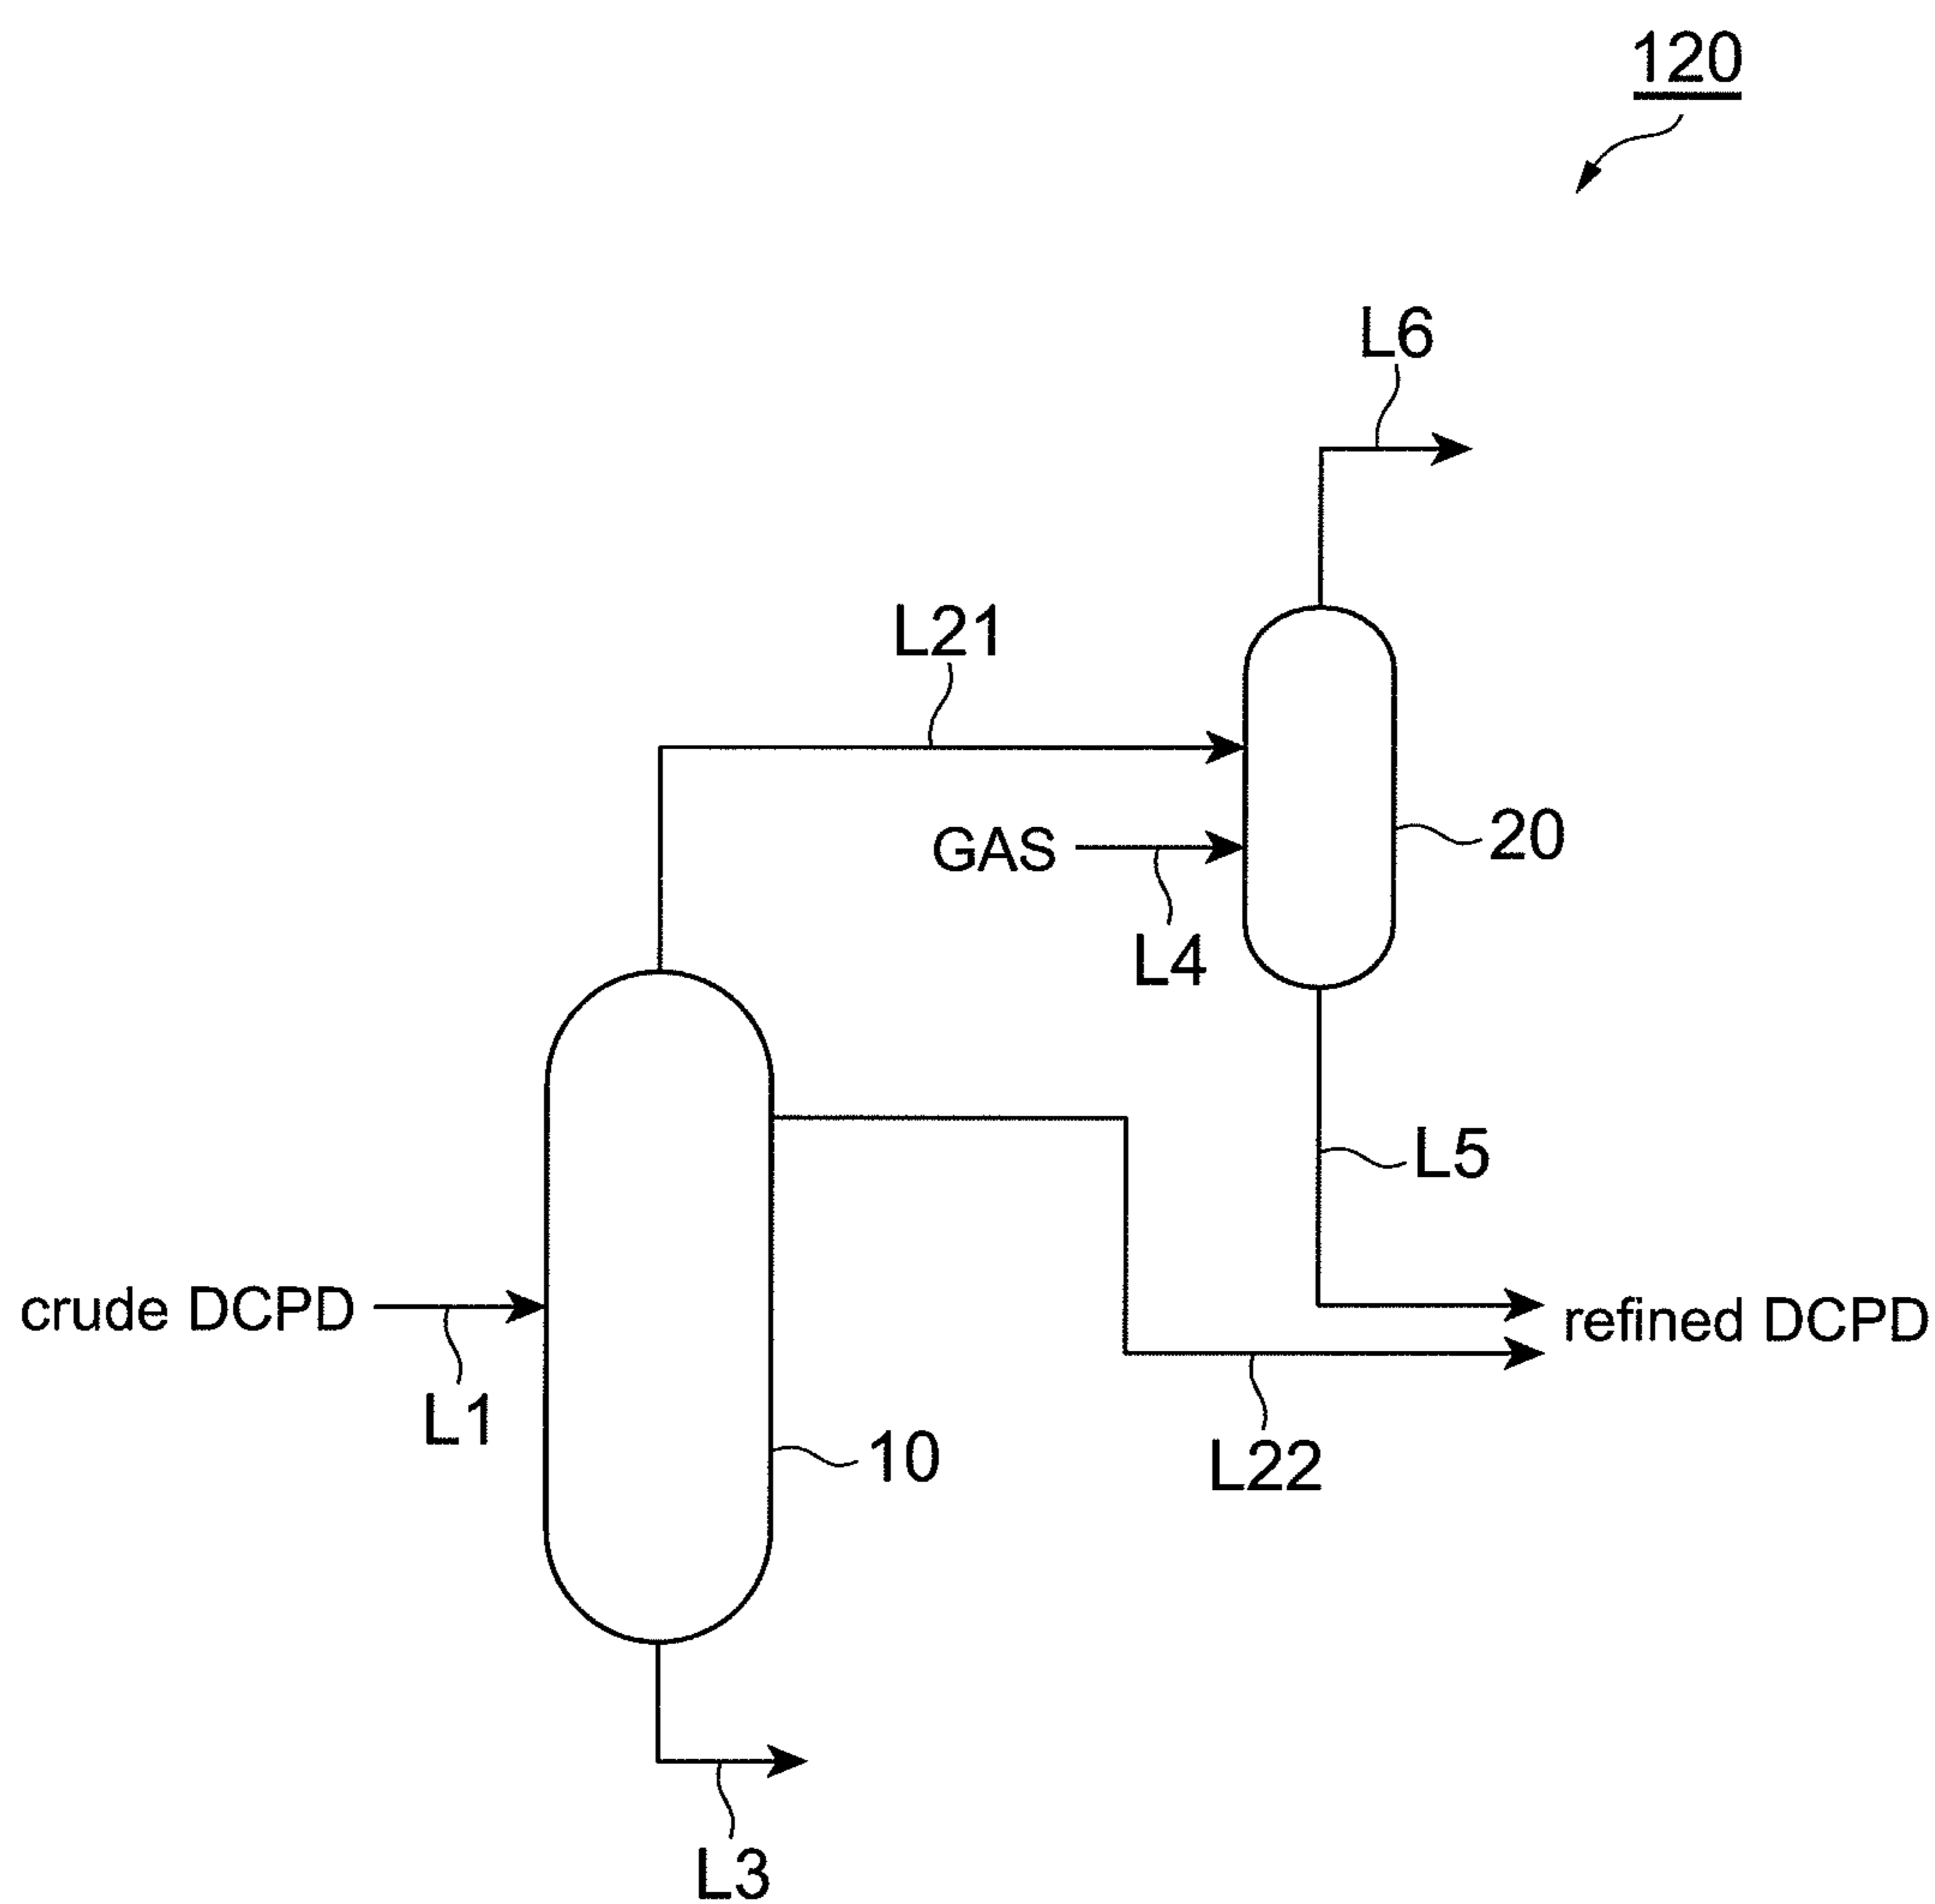 120
L6
L21
GAS
20
L4
L5
crude DCPD
refined DCPD
L1
10
L22
L3